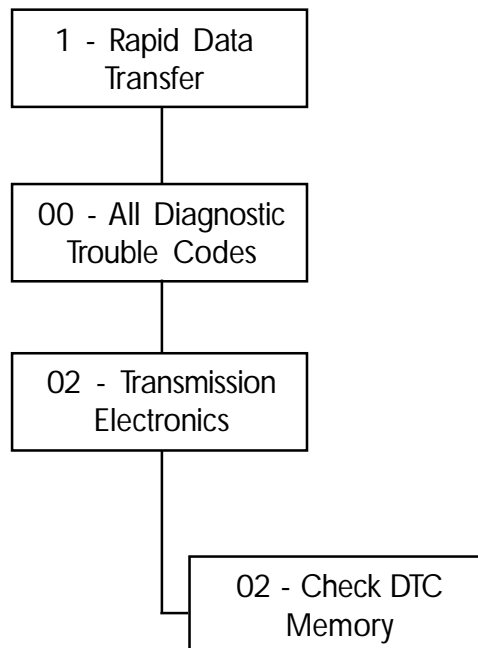 1 - Rapid Data
Transfer
00 - All Diagnostic
Trouble Codes
02 - Transmission
Electronics
02 - Check DTC
Memory